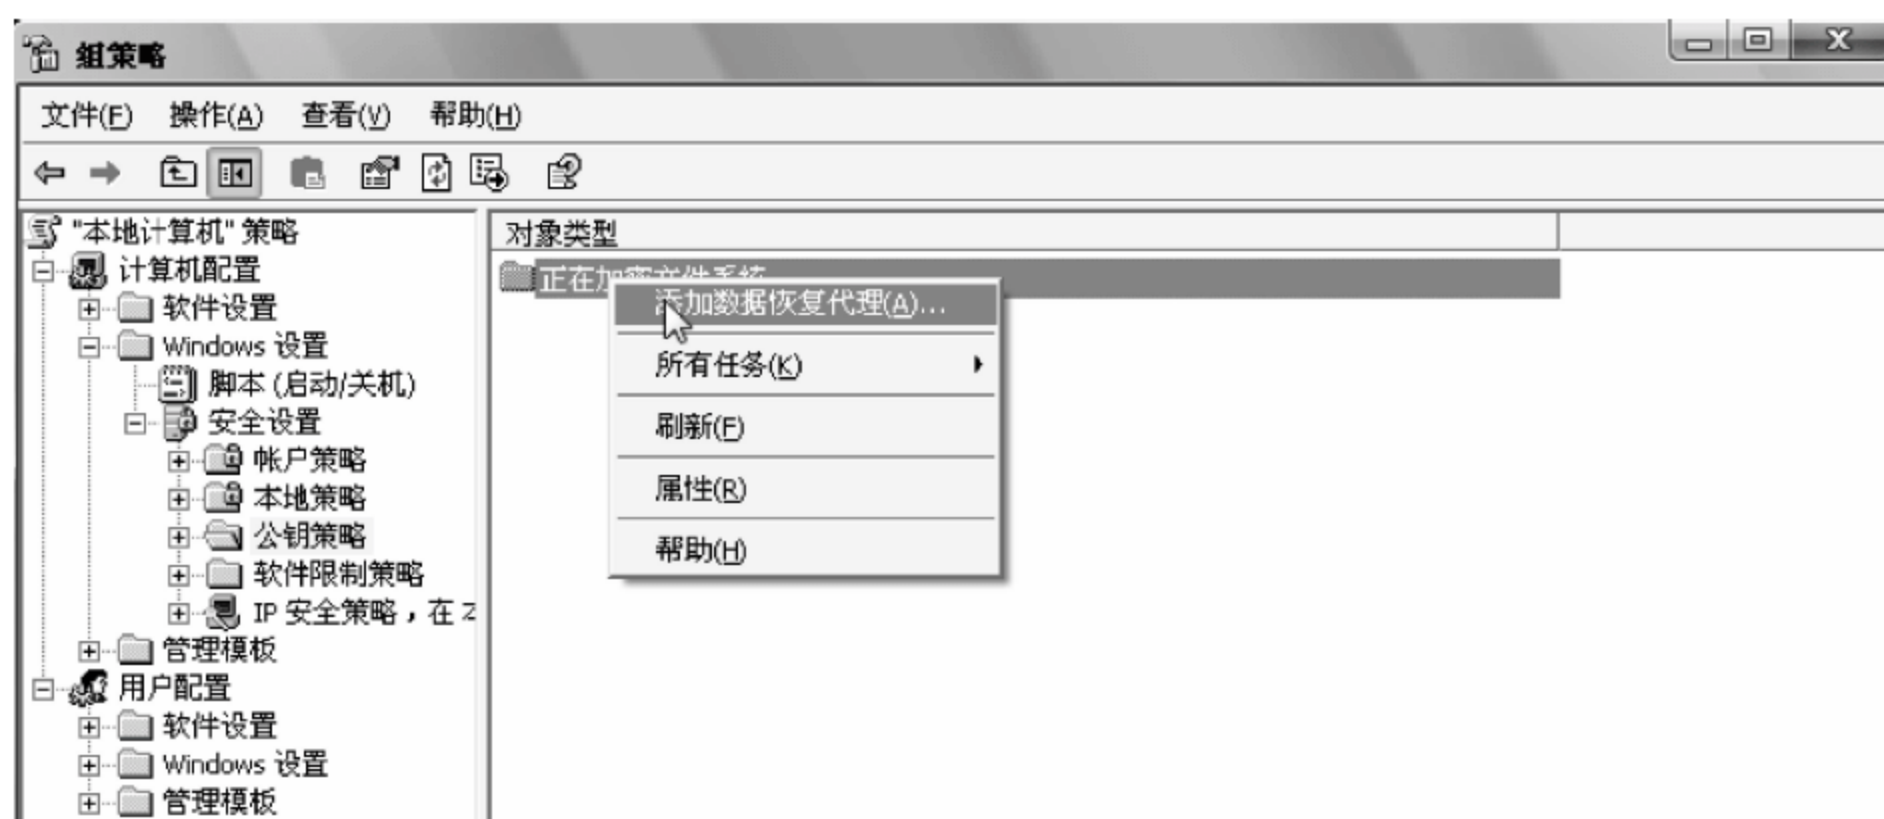 组策略
文件(F) 操作(A) 查看(V) 帮助(H)
"本地计算机" 策略
计算机配置
软件设置
Windows 设置
脚本 (启动/关机)
安全设置
帐户策略
本地策略
公钥策略
软件限制策略
IP 安全策略，在
管理模板
用户配置
软件设置
Windows 设置
管理模板
对象类型
正在加密文件系统
添加数据恢复代理(A)...
所有任务(K)
刷新(F)
属性(R)
帮助(H)